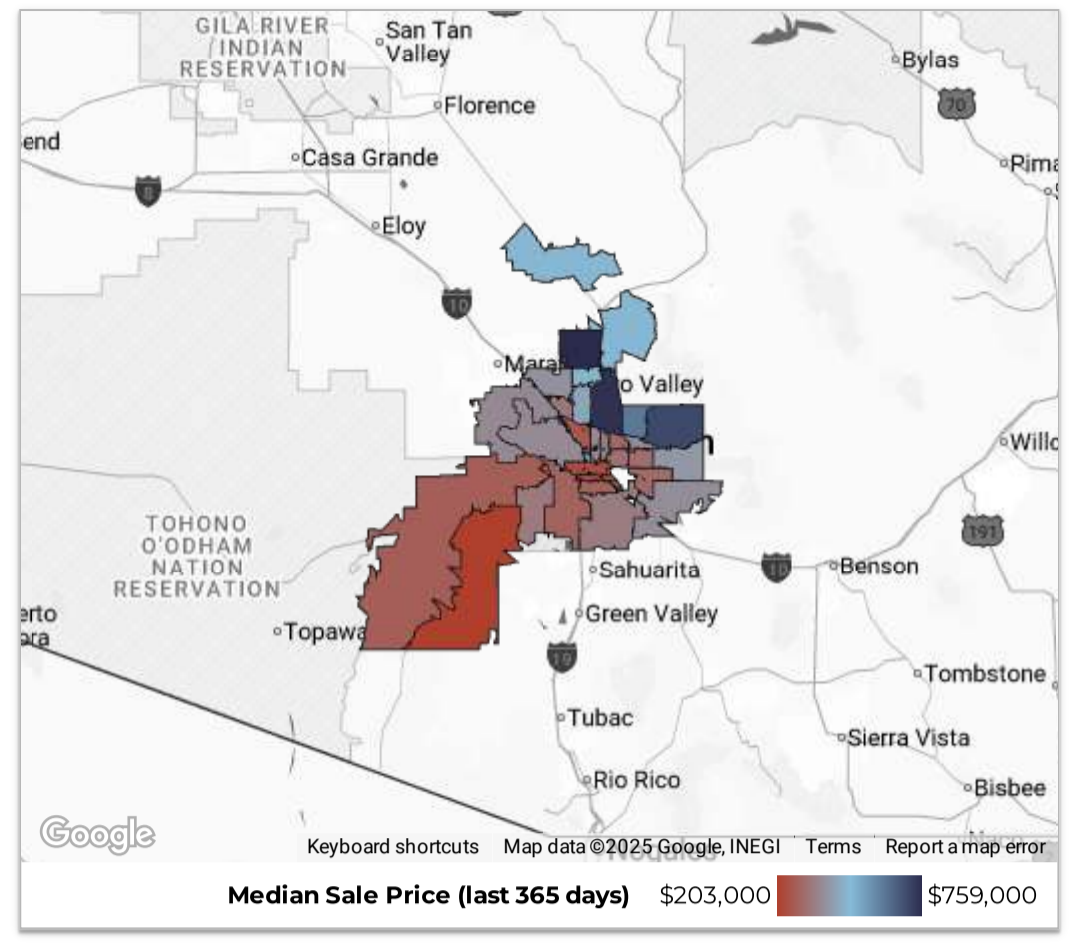 GILA RIVER
INDIAN
RESERVATION
San Tan
Valley
Bylas
70
Florence
end
Casa Grande
Pima
8
Eloy
10
Valley
191
TOHONO
O'ODHAM
NATION
RESERVATION
10
Benson
Sahuarita
erto
Green Valley
Topawa
19
Tombstone
Tubac
Sierra Vista
Rio Rico
Bisbee
Google
Keyboard shortcuts Map data ©2025 Google, INEGI Terms Report a map error
Median Sale Price (last 365 days) $203,000 $759,000